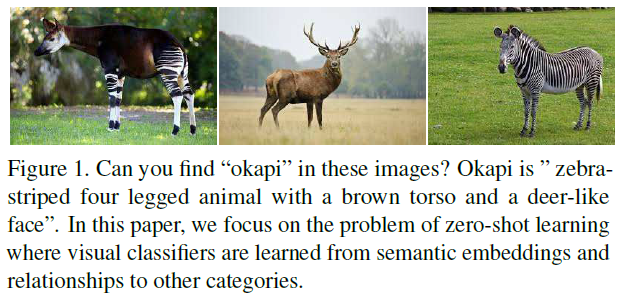 Figure 1. Can you find “okapi” in these images? Okapi is ” zebra-
striped four legged animal with a brown torso and a deer-like
face”. In this paper, we focus on the problem of zero-shot learning
where visual classifiers are learned from semantic embeddings and
relationships to other categories.